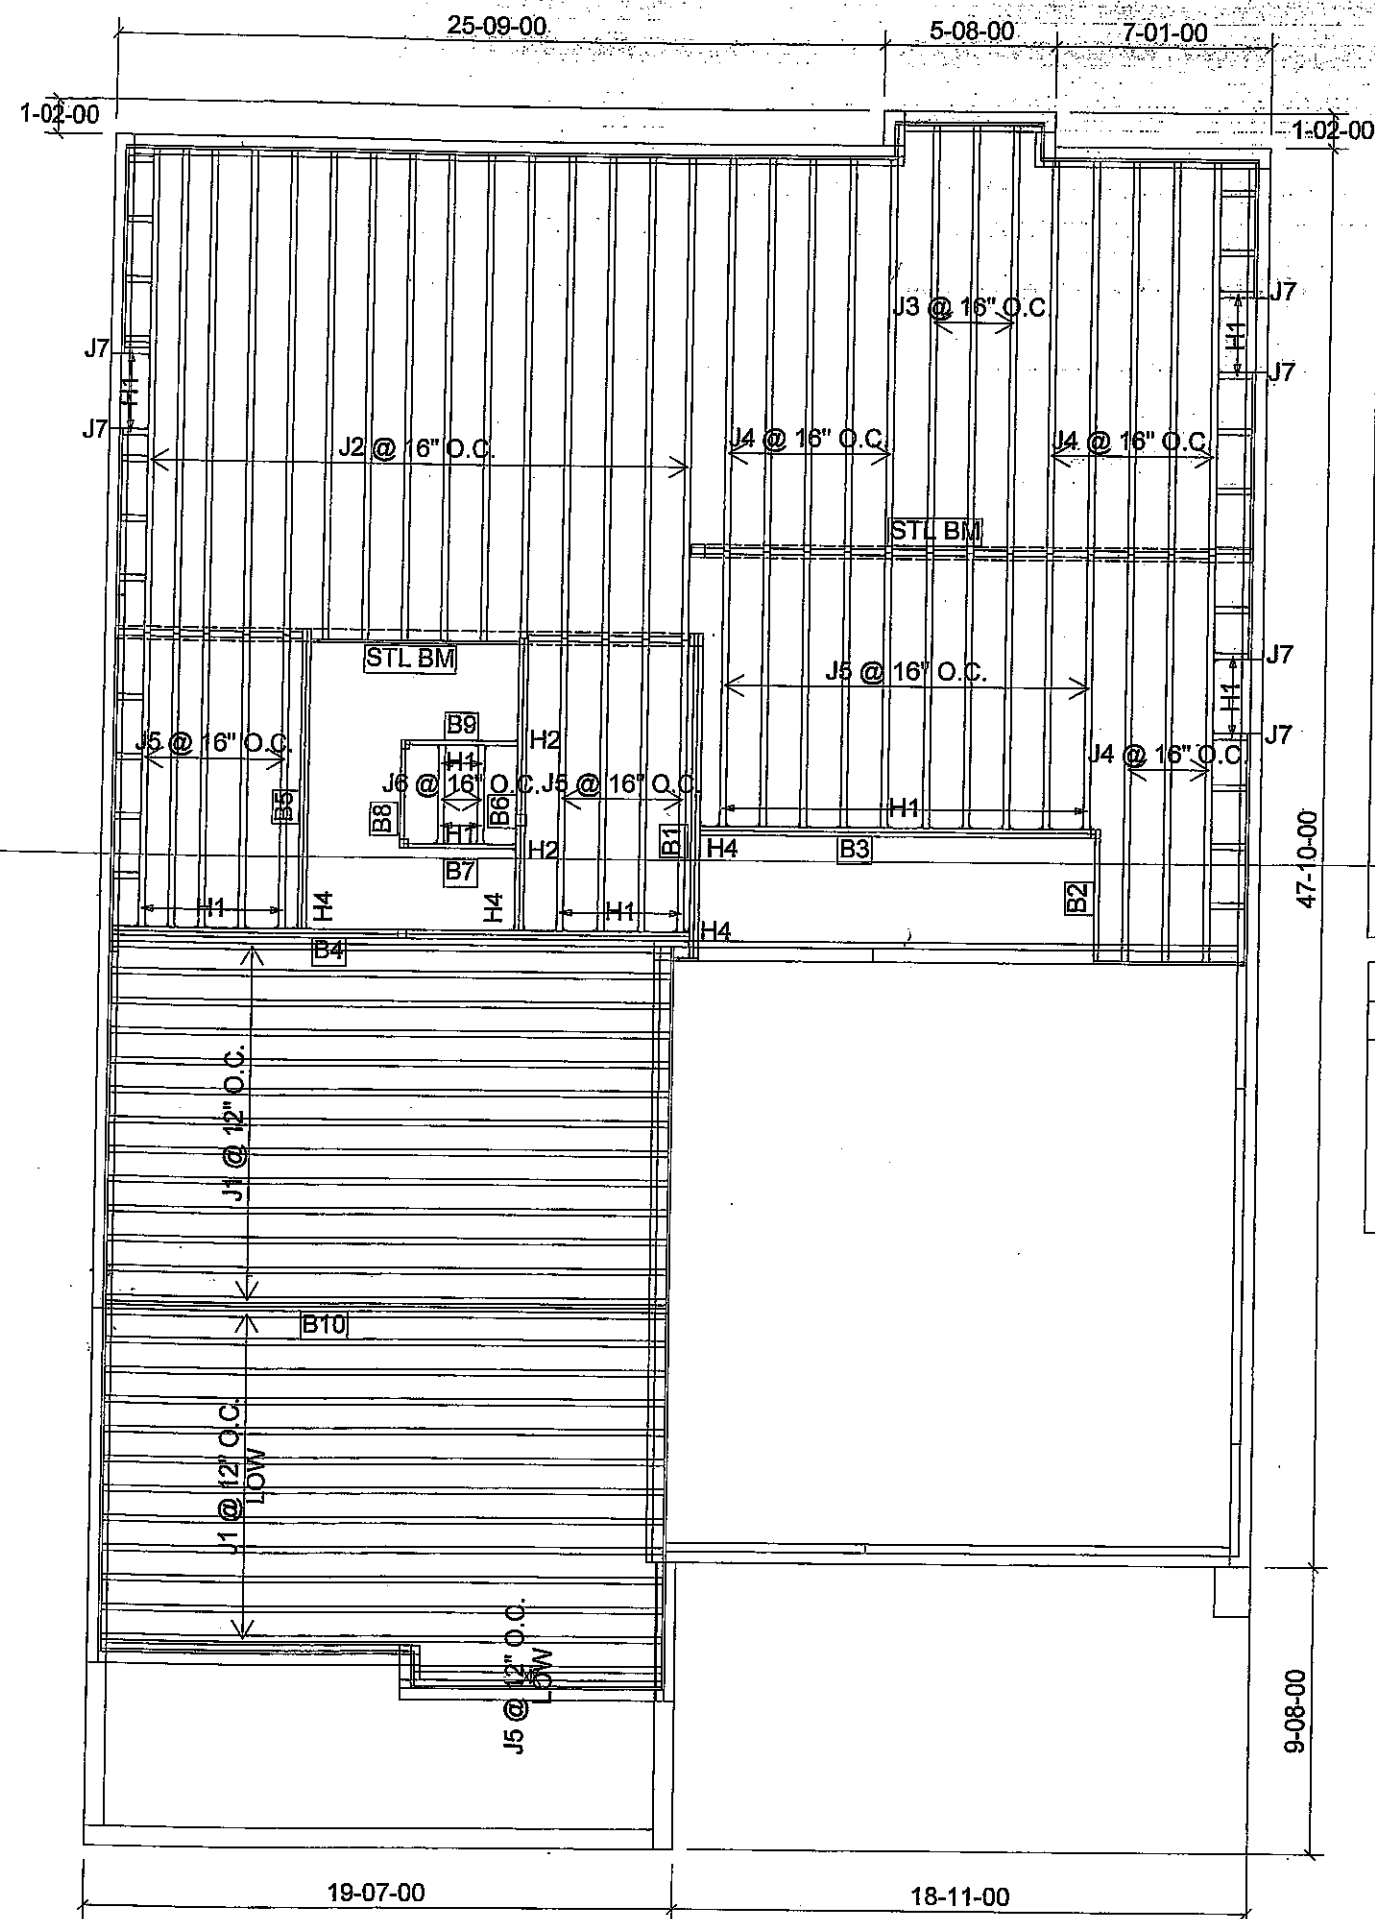 25-09-00
5-08-00
7-01-00
1-02-00
1-02-00
J7
J3 @ 16" O.C.
H1
J7
H1
J7
J7
J2 @ 16" O.C.
J4 @ 16" O.C.
J4 @ 16" O.C.
STL BM
STL BM
J7
J5 @ 16" O.C.
H1
J7
B9
H2
J5 @ 16" O.C.
H1
J4 @ 16" O.C.
J6 @ 16" O.C.
J5 @ 16" O.C.
B5
B8
B6
H1
H1
B1
H2
H4
B3
B7
47-10-00
H1
H4
H4
H1
B2
H4
B4
J1 @ 12" O.C.
B10
J1 @ 12" O.C.
LOW
J5 @ 12" O.C.
LOW
9-08-00
19-07-00
18-11-00